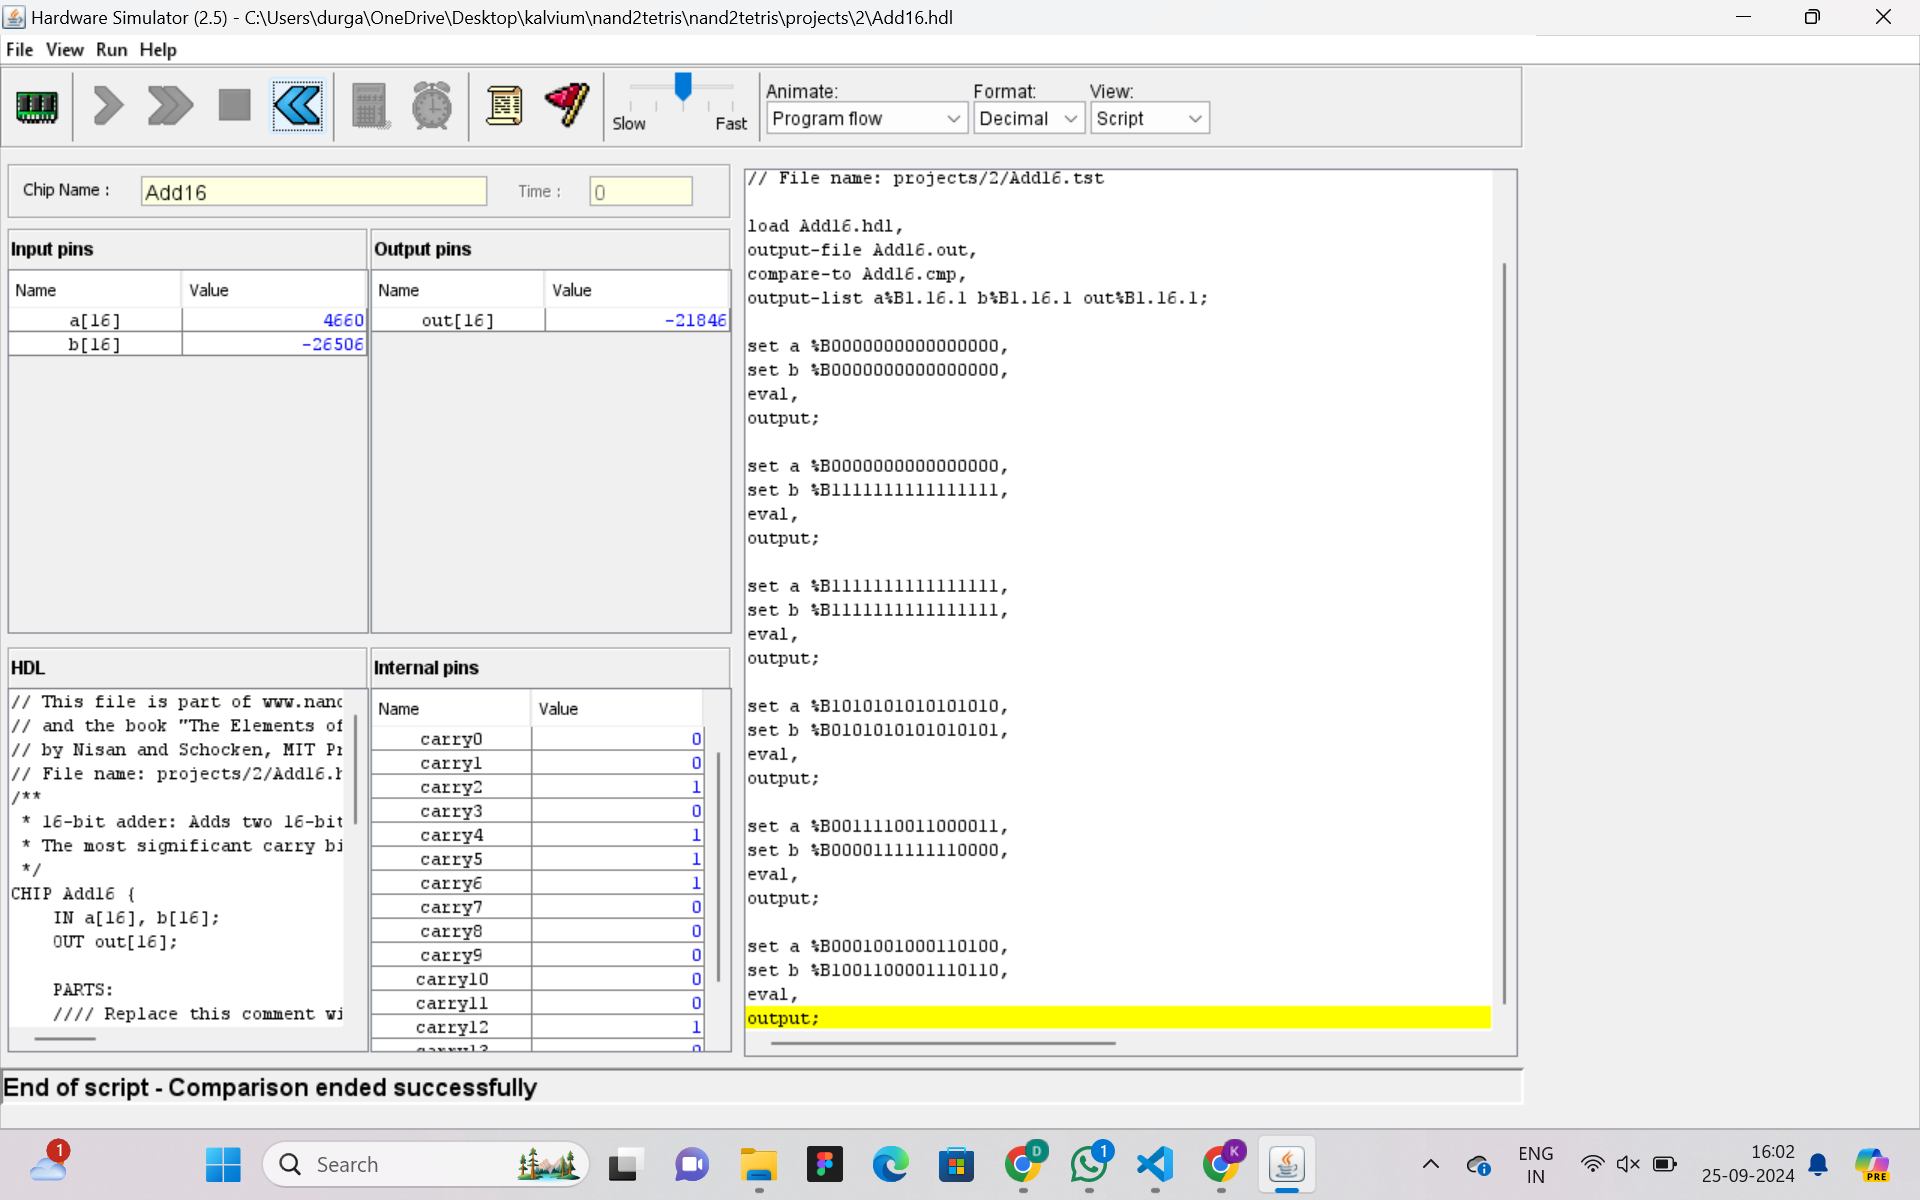 Hardware Simulator (2.5) - C:\Users\durga\OneDrive\Desktop\kalvium\nand2tetris\nand2tetris\projects\2\Add16.hdl
File View Run Help
Slow Fast
Animate: Format: View:
Program flow Decimal Script
Chip Name : Add16 Time : 0
Input pins
Name Value
a[16] 4660
b[16] -26506
Output pins
Name Value
out[16] -21846
HDL
// This file is part of www.nand
// and the book "The Elements of
// by Nisan and Schocken, MIT Pr
// File name: projects/2/Add16.h
/**
* 16-bit adder: Adds two 16-bit
* The most significant carry bi
*/
CHIP Add16 {
IN a[16], b[16];
OUT out[16];
PARTS:
//// Replace this comment wi
Internal pins
Name Value
carry0 0
carry1 0
carry2 1
carry3 0
carry4 1
carry5 1
carry6 1
carry7 0
carry8 0
carry9 0
carry10 0
carry11 0
carry12 1
carry13 0
// File name: projects/2/Add16.tst
load Add16.hdl,
output-file Add16.out,
compare-to Add16.cmp,
output-list a%B1.16.1 b%B1.16.1 out%B1.16.1;
set a %B0000000000000000,
set b %B0000000000000000,
eval,
output;
set a %B0000000000000000,
set b %B1111111111111111,
eval,
output;
set a %B1111111111111111,
set b %B1111111111111111,
eval,
output;
set a %B1010101010101010,
set b %B0101010101010101,
eval,
output;
set a %B0011110011000011,
set b %B0000111111110000,
eval,
output;
set a %B0001001000110100,
set b %B1001100001110110,
eval,
output;
End of script - Comparison ended successfully
1
Search
D
1
K
ENG
IN
16:02
25-09-2024
PRE